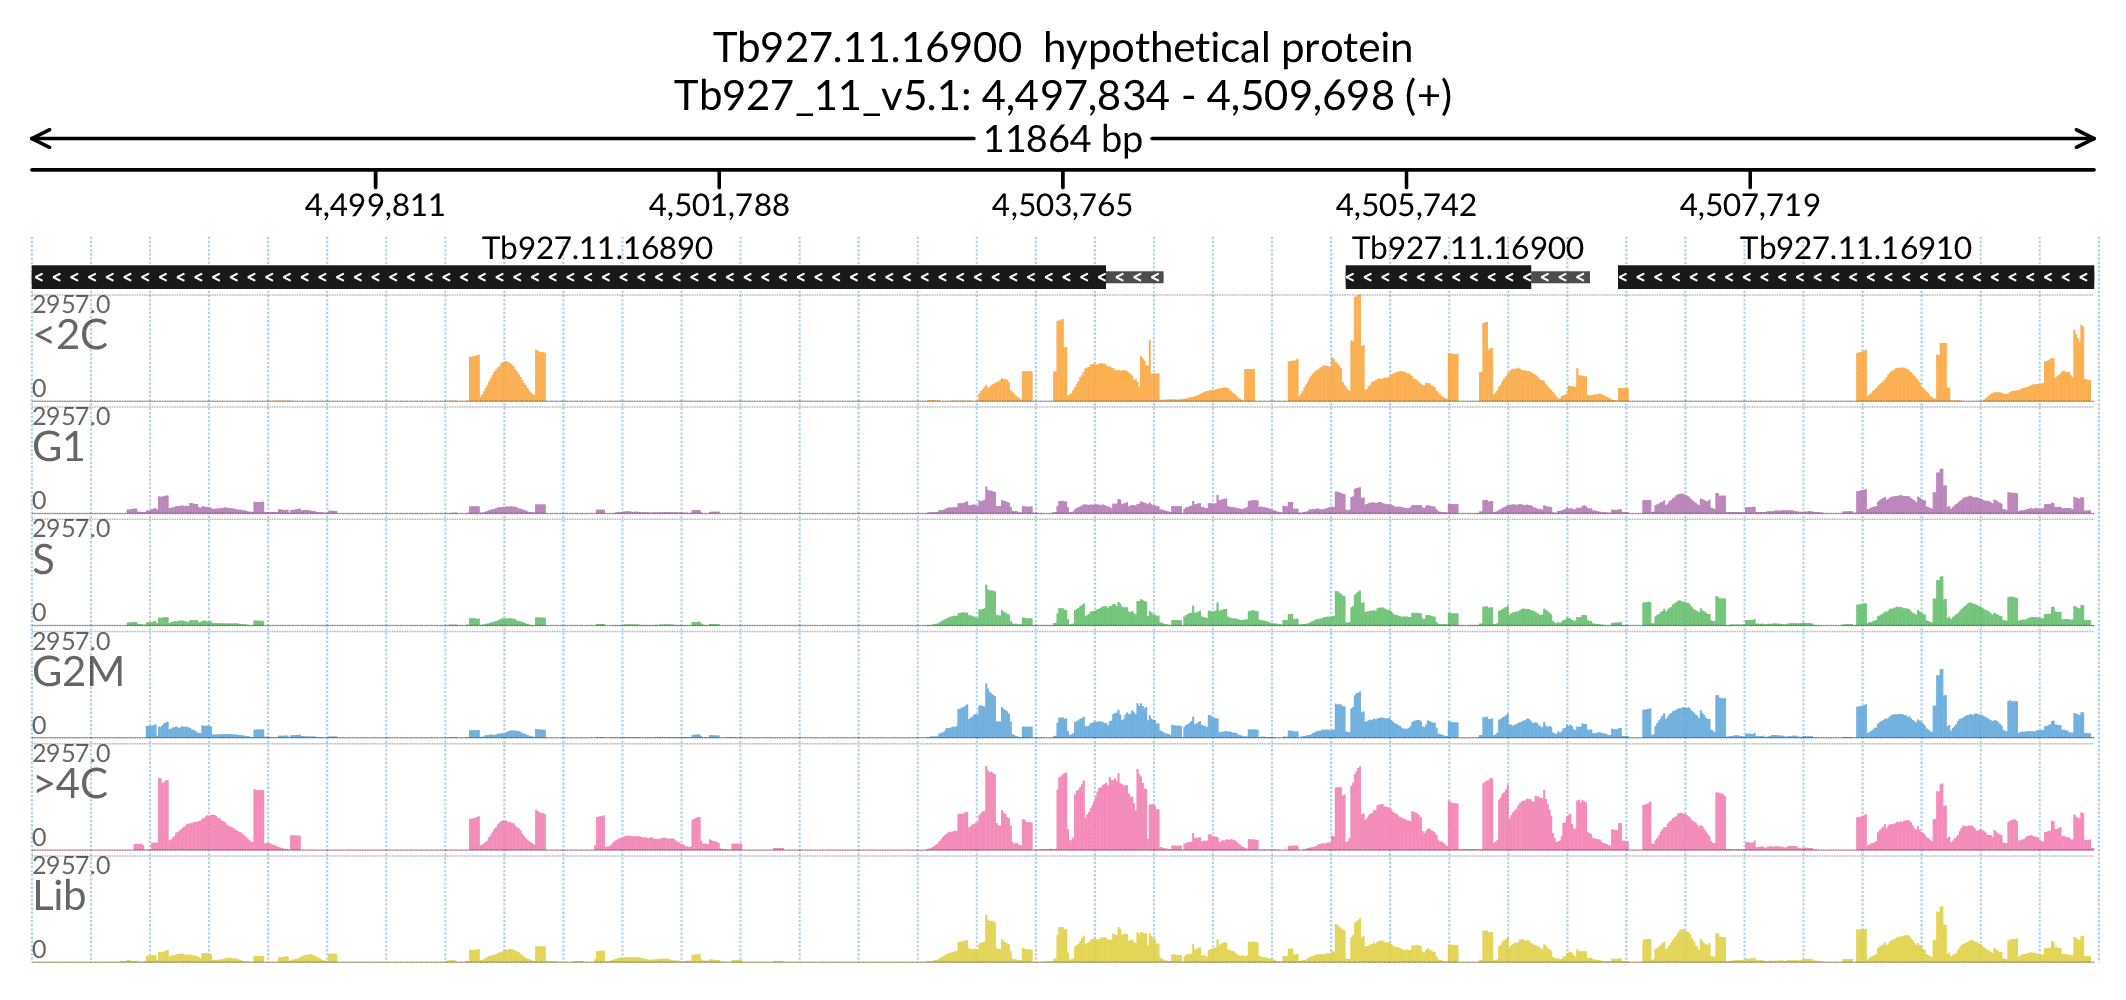 Tb927.11.16900  hypothetical protein
Tb927_11_v5.1: 4,497,834 - 4,509,698 (+)
11864 bp
4,499,811 4,501,788 4,503,765 4,505,742 4,507,719
Tb927.11.16890 Tb927.11.16900 Tb927.11.16910
2957.0
<2C
0
2957.0
G1
0
2957.0
S
0
2957.0
G2M
0
2957.0
>4C
0
2957.0
Lib
0